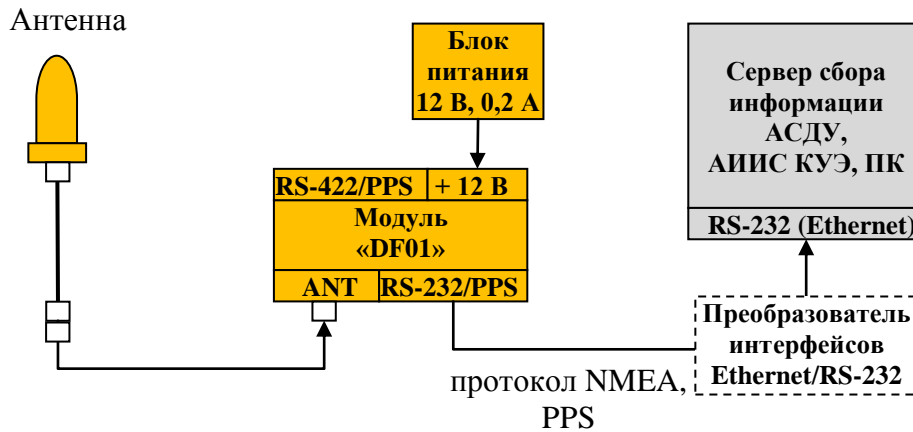 Антенна
Блок
питания
12 В, 0,2 А
Сервер сбора
информации
АСДУ,
АИИС КУЭ, ПК
RS-232 (Ethernet)
RS-422/PPS
+ 12 В
Модуль
«DF01»
ANT
RS-232/PPS
Преобразователь
интерфейсов
Ethernet/RS-232
протокол NMEA,
PPS